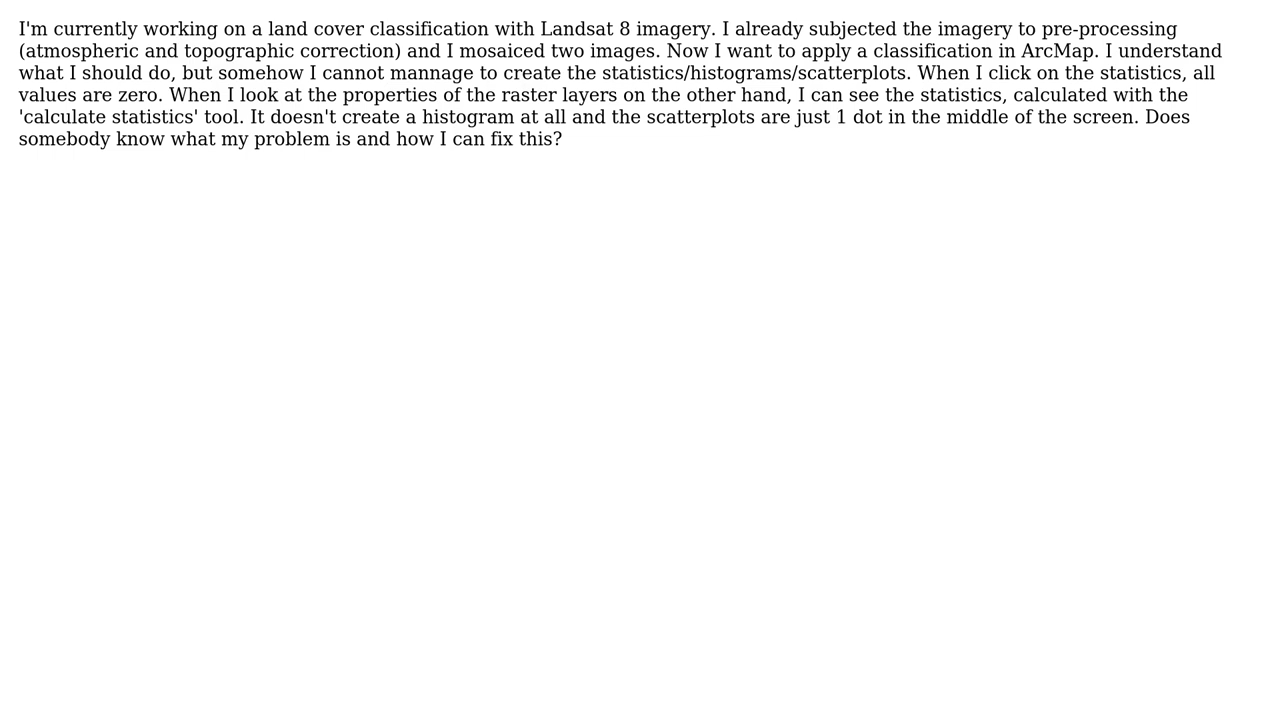 I'm currently working on a land cover classification with Landsat 8 imagery. I already subjected the imagery to pre-processing
(atmospheric and topographic correction) and I mosaiced two images. Now I want to apply a classification in ArcMap. I understand
what I should do, but somehow I cannot mannage to create the statistics/histograms/scatterplots. When I click on the statistics, all
values are zero. When I look at the properties of the raster layers on the other hand, I can see the statistics, calculated with the
'calculate statistics' tool. It doesn't create a histogram at all and the scatterplots are just 1 dot in the middle of the screen. Does
somebody know what my problem is and how I can fix this?